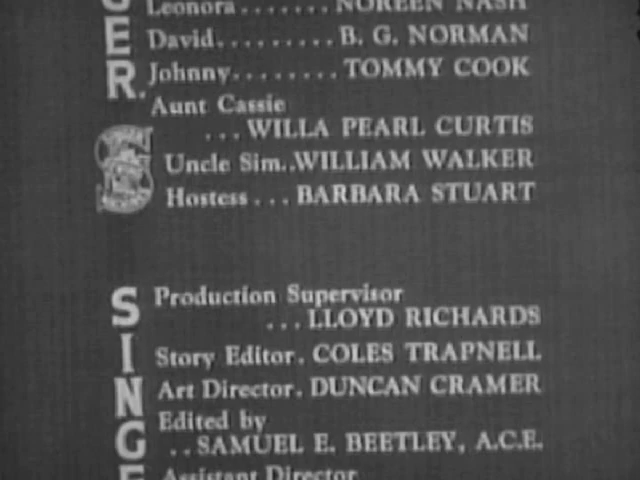 Leonora.......NOREEN NASH
David.........B. G. NORMAN
Johnny........TOMMY COOK
Aunt Cassie
...WILLA PEARL CURTIS
Uncle Sim..WILLIAM WALKER
Hostess...BARBARA STUART
Production Supervisor
...LLOYD RICHARDS
Story Editor. COLES TRAPNELL
Art Director. DUNCAN CRAMER
Edited by
..SAMUEL E. BEETLEY, A.C.E.
Assistant Director
G
E
R.
S
S
I
N
G
E